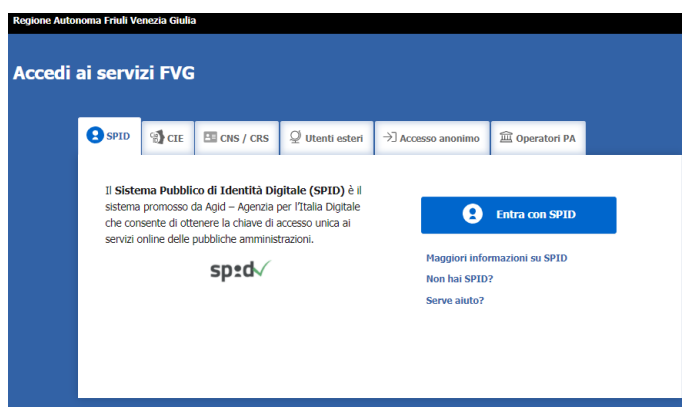 Regione Autonoma Friuli Venezia Giulia
Accedi ai servizi FVG
SPID CIE CNS / CRS Utenti esteri Accesso anonimo Operatori PA
Il Sistema Pubblico di Identità Digitale (SPID) è il
sistema promosso da Agid – Agenzia per l'Italia Digitale
che consente di ottenere la chiave di accesso unica ai
servizi online delle pubbliche amministrazioni.
spid
Entra con SPID
Maggiori informazioni su SPID
Non hai SPID?
Serve aiuto?